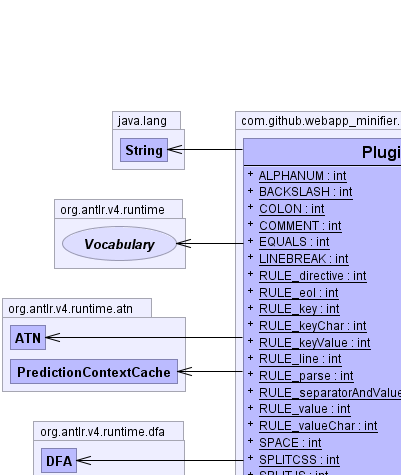 java.lang
String
org.antlr.v4.runtime
Vocabulary
org.antlr.v4.runtime.atn
ATN
PredictionContextCache
org.antlr.v4.runtime.dfa
DFA
com.github.webapp_minifier.
Plugi
+ ALPHANUM : int
+ BACKSLASH : int
+ COLON : int
+ COMMENT : int
+ EQUALS : int
+ LINEBREAK : int
+ RULE_directive : int
+ RULE_eol : int
+ RULE_key : int
+ RULE_keyChar : int
+ RULE_keyValue : int
+ RULE_line : int
+ RULE_parse : int
+ RULE_separatorAndValue
+ RULE_value : int
+ RULE_valueChar : int
+ SPACE : int
+ SPLITCSS : int
+ SPLITJS : int